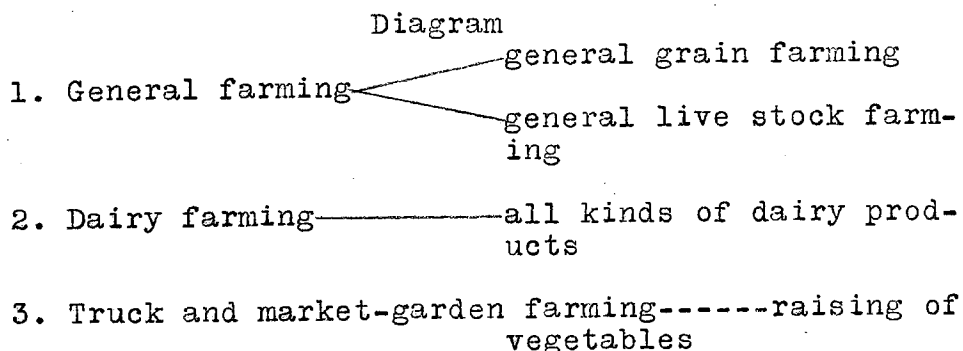 Diagram
general grain farming
1. General farming
general live stock farm-
ing
2. Dairy farming all kinds of dairy prod-
ucts
3. Truck and market-garden farming------raising of
vegetables